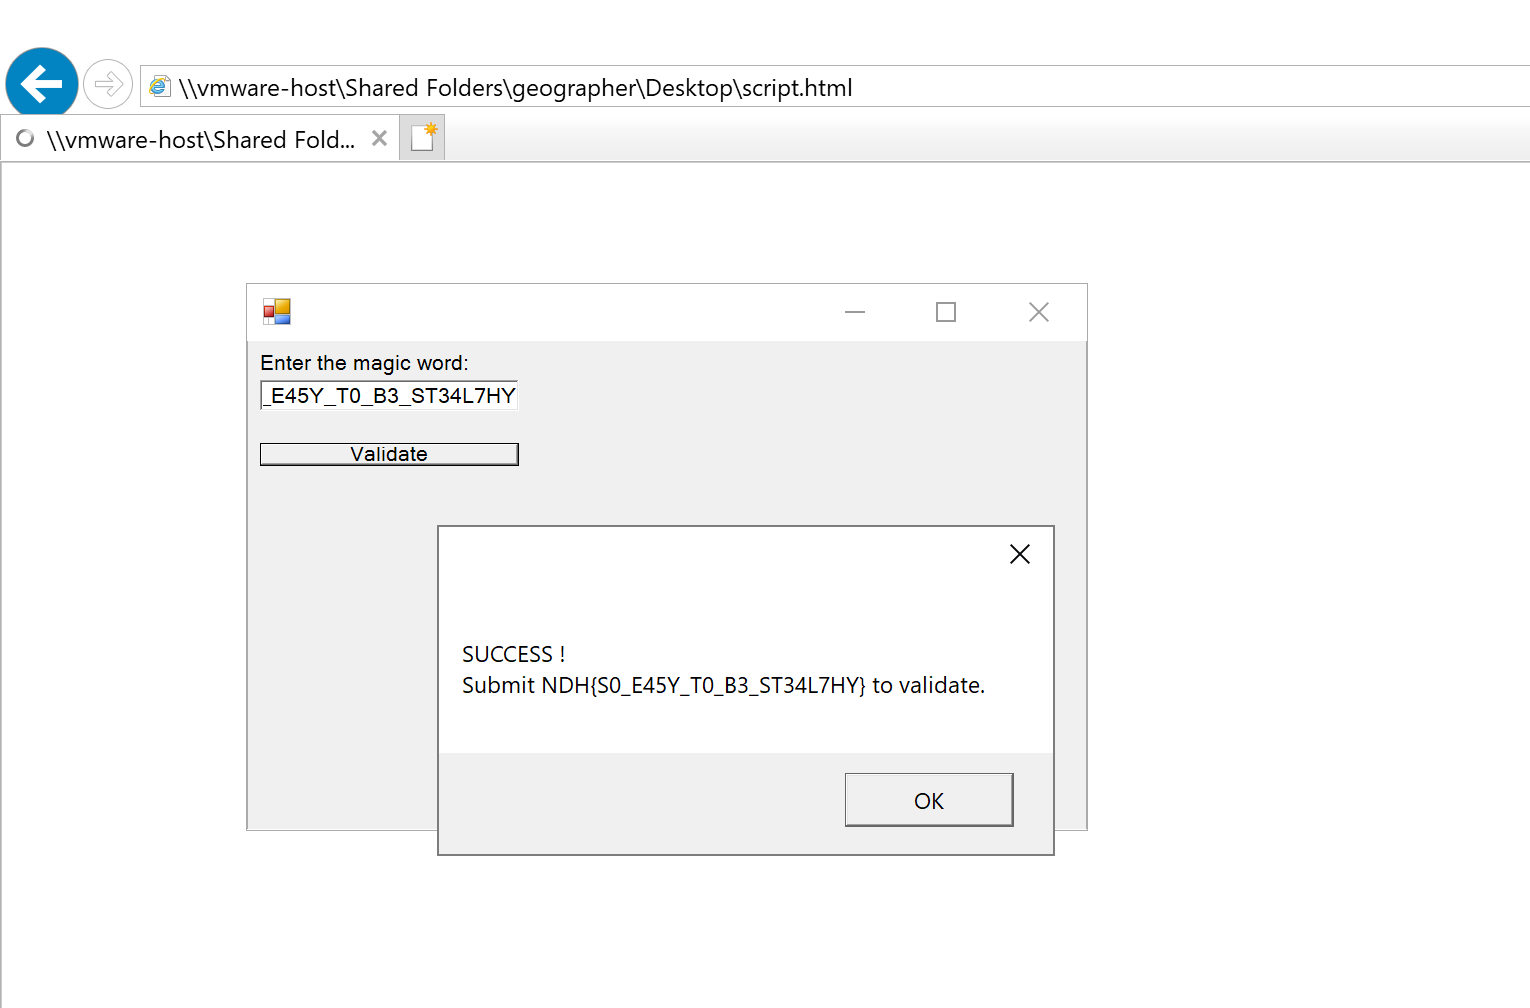 \\vmware-host\Shared Folders\geographer\Desktop\script.html
\\vmware-host\Shared Fold...
Enter the magic word:
_E45Y_T0_B3_ST34L7HY
Validate
SUCCESS !
Submit NDH{S0_E45Y_T0_B3_ST34L7HY} to validate.
OK